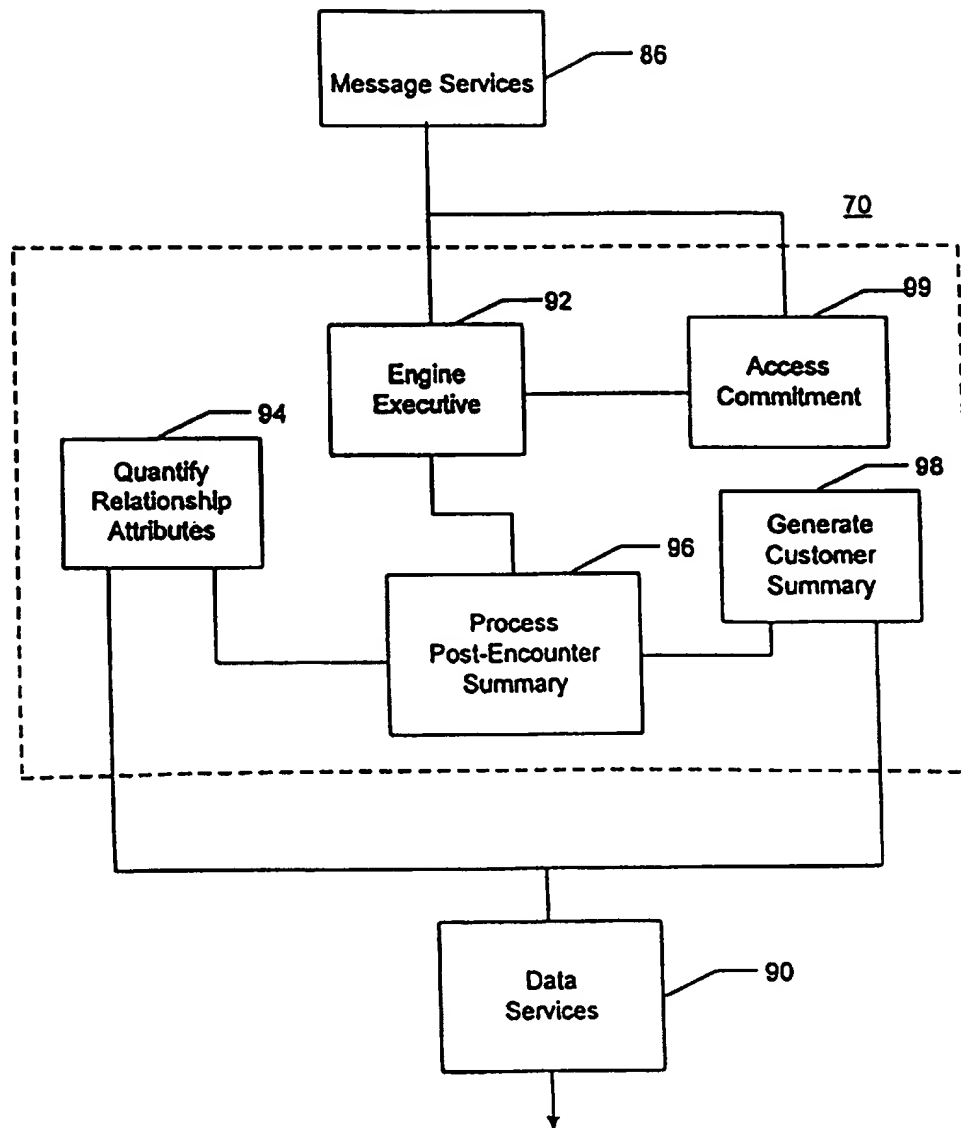 Message Services
86
70
92
99
Engine
Executive
Access
Commitment
94
98
Quantify
Relationship
Attributes
Generate
Customer
Summary
96
Process
Post-Encounter
Summary
Data
Services
90